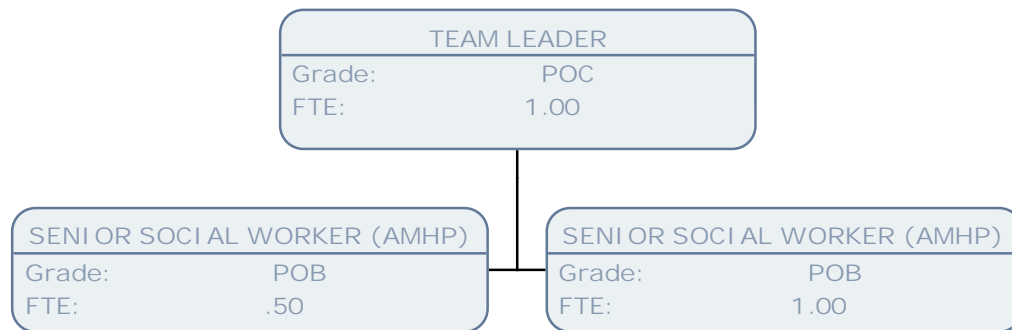 TEAM LEADER
Grade: POC
FTE: 1.00
SENIOR SOCIAL WORKER (AMHP)
Grade: POB
FTE: .50
SENIOR SOCIAL WORKER (AMHP)
Grade: POB
FTE: 1.00